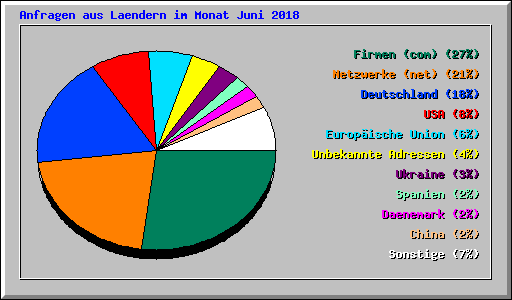 Anfragen aus Laendern im Monat Juni 2018
Firmen (com) (27%)
Netzwerke (net) (21%)
Deutschland (18%)
USA (8%)
Europäische Union (6%)
Unbekannte Adressen (4%)
Ukraine (3%)
Spanien (2%)
Daenemark (2%)
China (2%)
Sonstige (7%)